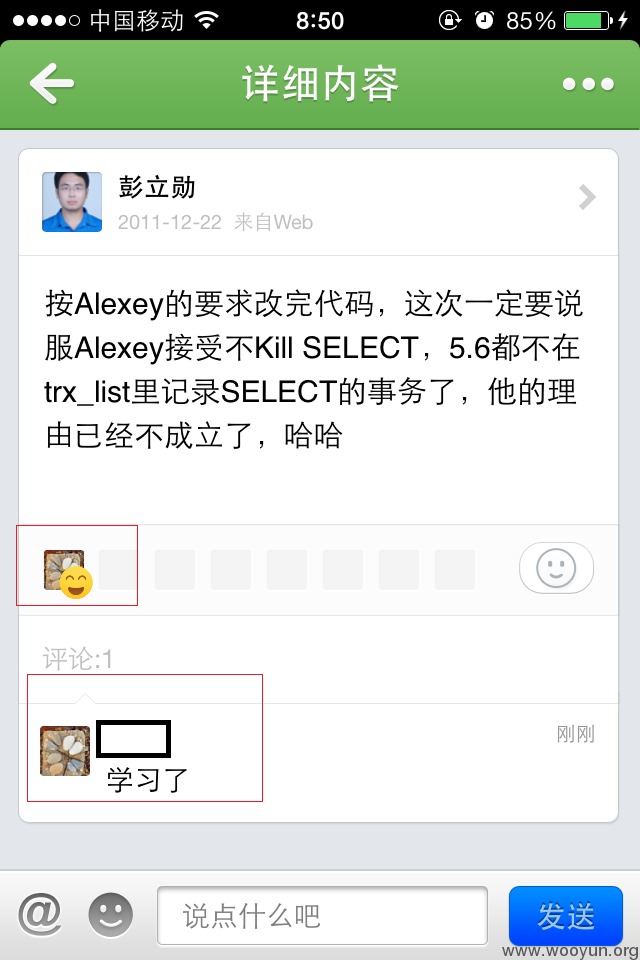 中国移动 8:50 85%
详细内容
彭立勋
2011-12-22 来自Web
按Alexey的要求改完代码，这次一定要说
服Alexey接受不Kill SELECT，5.6都不在
trx_list里记录SELECT的事务了，他的理
由已经不成立了，哈哈
评论:1
刚刚
学习了
@ 说点什么吧 发送
www.wooyun.org